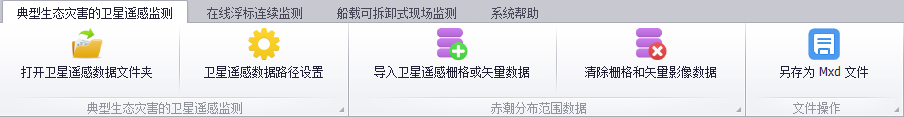 典型生态灾害的卫星遥感监测 在线浮标连续监测 船载可拆卸式现场监测 系统帮助
打开卫星遥感数据文件夹 卫星遥感数据路径设置 导入卫星遥感栅格或矢量数据 清除栅格和矢量影像数据 另存为 Mxd 文件
典型生态灾害的卫星遥感监测 赤潮分布范围数据 文件操作